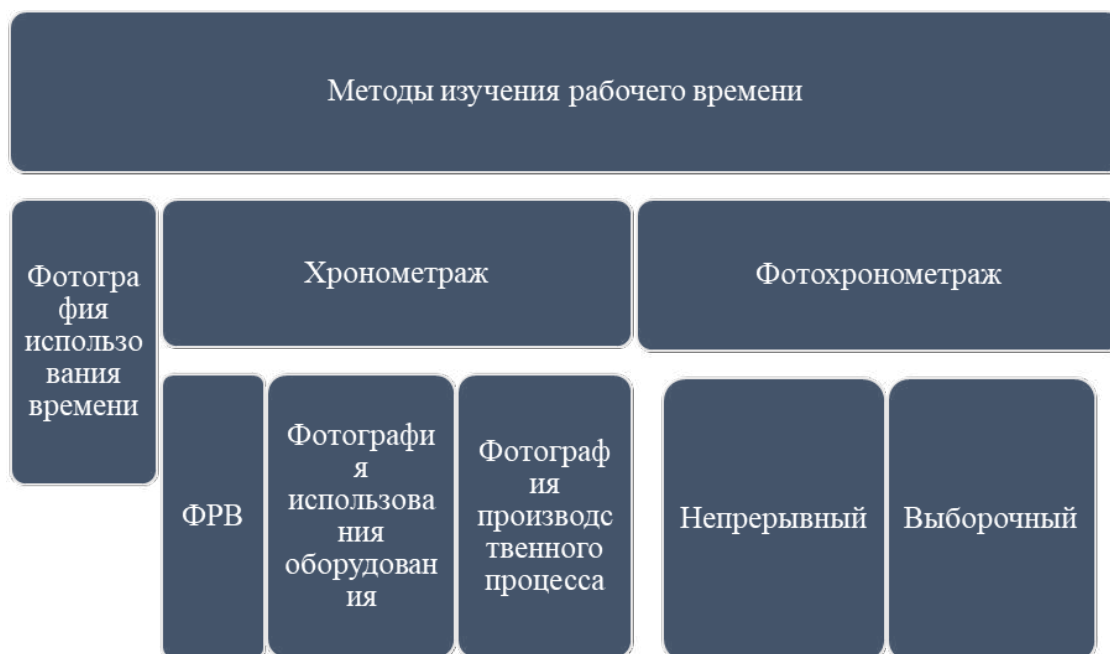 Методы изучения рабочего времени
Фотогра
фия
использо
вания
времени
Хронометраж
Фотохронометраж
ФРВ
Фотографи
я
использова
ния
оборудован
ия
Фотограф
ия
производс
твенного
процесса
Непрерывный
Выборочный